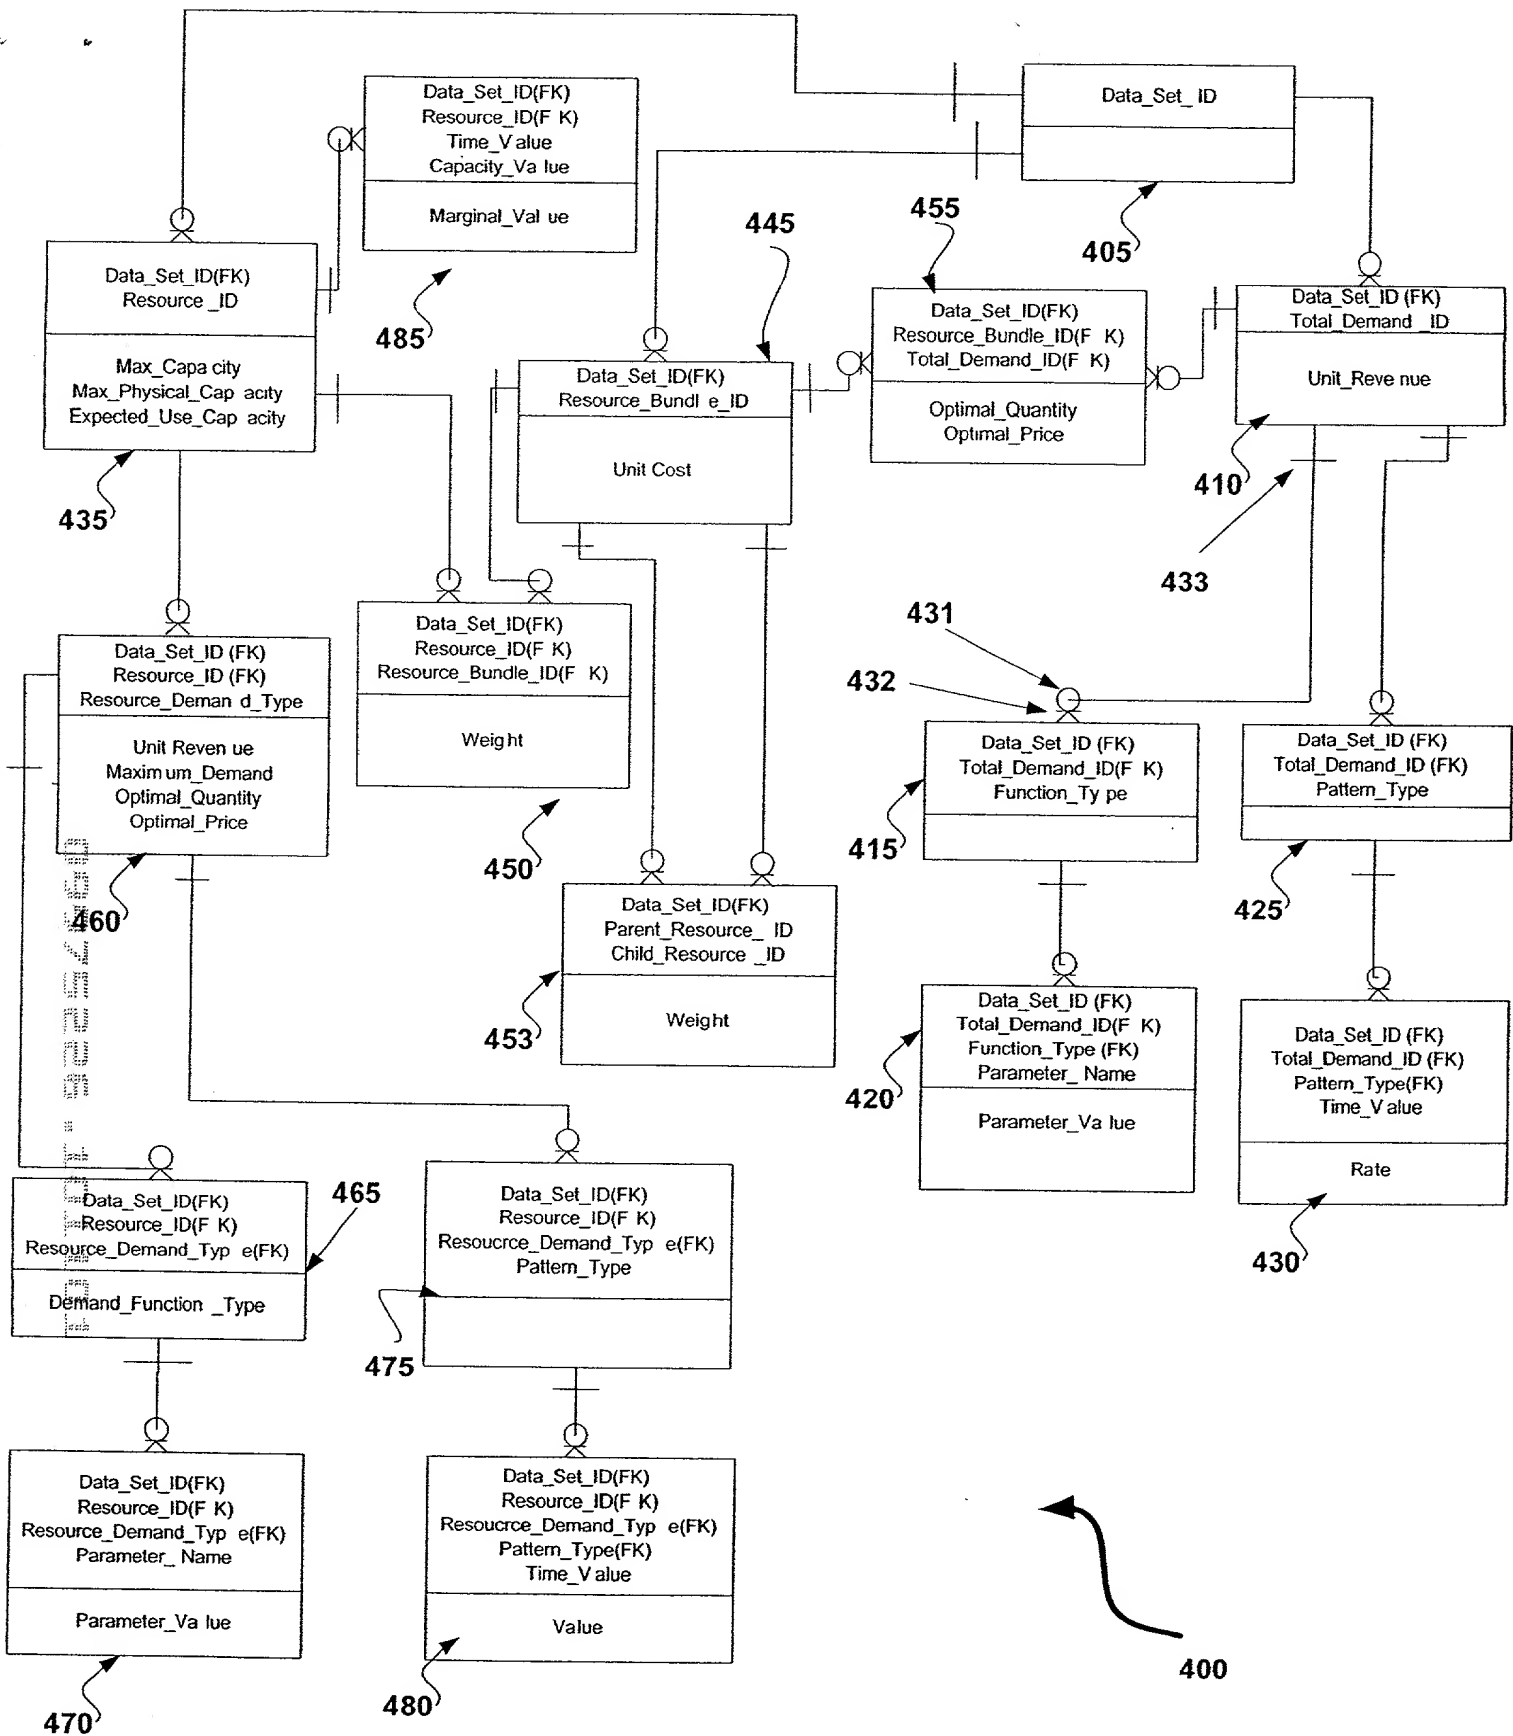 Data_Set_ID(FK)
Resource_ID(F K)
Time_V alue
Capacity_Va lue
Marginal_Val ue
485
Data_Set_ ID
405
Data_Set_ID(FK)
Resource _ID
Max_Capa city
Max_Physical_Cap acity
Expected_Use_Cap acity
435
445
Data_Set_ID(FK)
Resource_Bundl e_ID
Unit Cost
455
Data_Set_ID(FK)
Resource_Bundle_ID(F K)
Total_Demand_ID(F K)
Optimal_Quantity
Optimal_Price
Data_Set_ID (FK)
Total_Demand _ID
Unit_Reve nue
410
433
431
432
Data_Set_ID (FK)
Resource_ID (FK)
Resource_Deman d_Type
Unit Reven ue
Maximum_Demand
Optimal_Quantity
Optimal_Price
460
Data_Set_ID(FK)
Resource_ID(F K)
Resource_Bundle_ID(F K)
Weight
450
Data_Set_ID(FK)
Parent_Resource_ ID
Child_Resource _ID
Weight
453
Data_Set_ID (FK)
Total_Demand_ID(F K)
Function_Ty pe
415
Data_Set_ID (FK)
Total_Demand_ID (FK)
Pattern_Type
425
Data_Set_ID (FK)
Total_Demand_ID(F K)
Function_Type (FK)
Parameter_ Name
Parameter_Va lue
420
Data_Set_ID (FK)
Total_Demand_ID (FK)
Pattern_Type(FK)
Time_V alue
Rate
430
Data_Set_ID(FK)
Resource_ID(F K)
Resource_Demand_Typ e(FK)
Demand_Function _Type
465
Data_Set_ID(FK)
Resource_ID(F K)
Resoucrce_Demand_Typ e(FK)
Pattern_Type
475
Data_Set_ID(FK)
Resource_ID(F K)
Resource_Demand_Typ e(FK)
Parameter_ Name
Parameter_Va lue
470
Data_Set_ID(FK)
Resource_ID(F K)
Resoucrce_Demand_Typ e(FK)
Pattern_Type(FK)
Time_V alue
Value
480
400